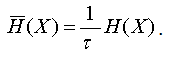 H̅(X) = 1/τ H(X).